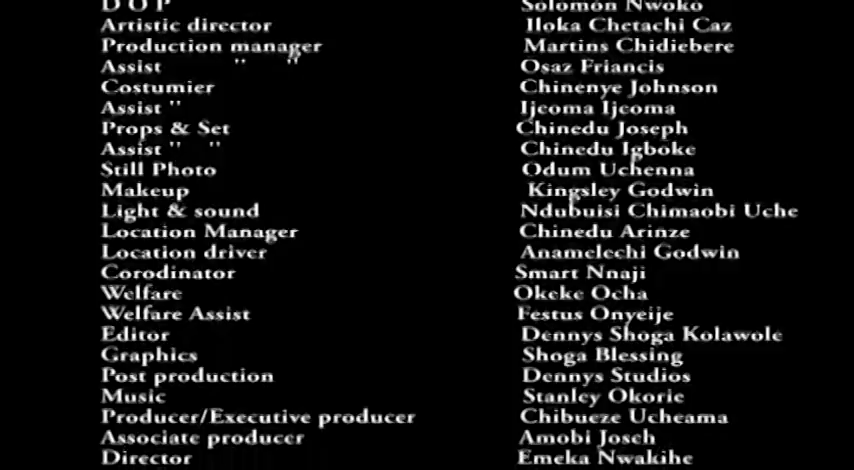 D O P Solomon Nwoko
Artistic director Iloka Chetachi Caz
Production manager Martins Chidiebere
Assist " " Osaz Friancis
Costumier Chinenye Johnson
Assist " Ijeoma Ijeoma
Props & Set Chinedu Joseph
Assist " " Chinedu Igboke
Still Photo Odum Uchenna
Makeup Kingsley Godwin
Light & sound Ndubuisi Chimaobi Uche
Location Manager Chinedu Arinze
Location driver Anamelechi Godwin
Corodinator Smart Nnaji
Welfare Okeke Ocha
Welfare Assist Festus Onyeije
Editor Dennys Shoga Kolawole
Graphics Shoga Blessing
Post production Dennys Studios
Music Stanley Okorie
Producer/Executive producer Chibueze Ucheama
Associate producer Amobi Joseh
Director Emeka Nwakihe